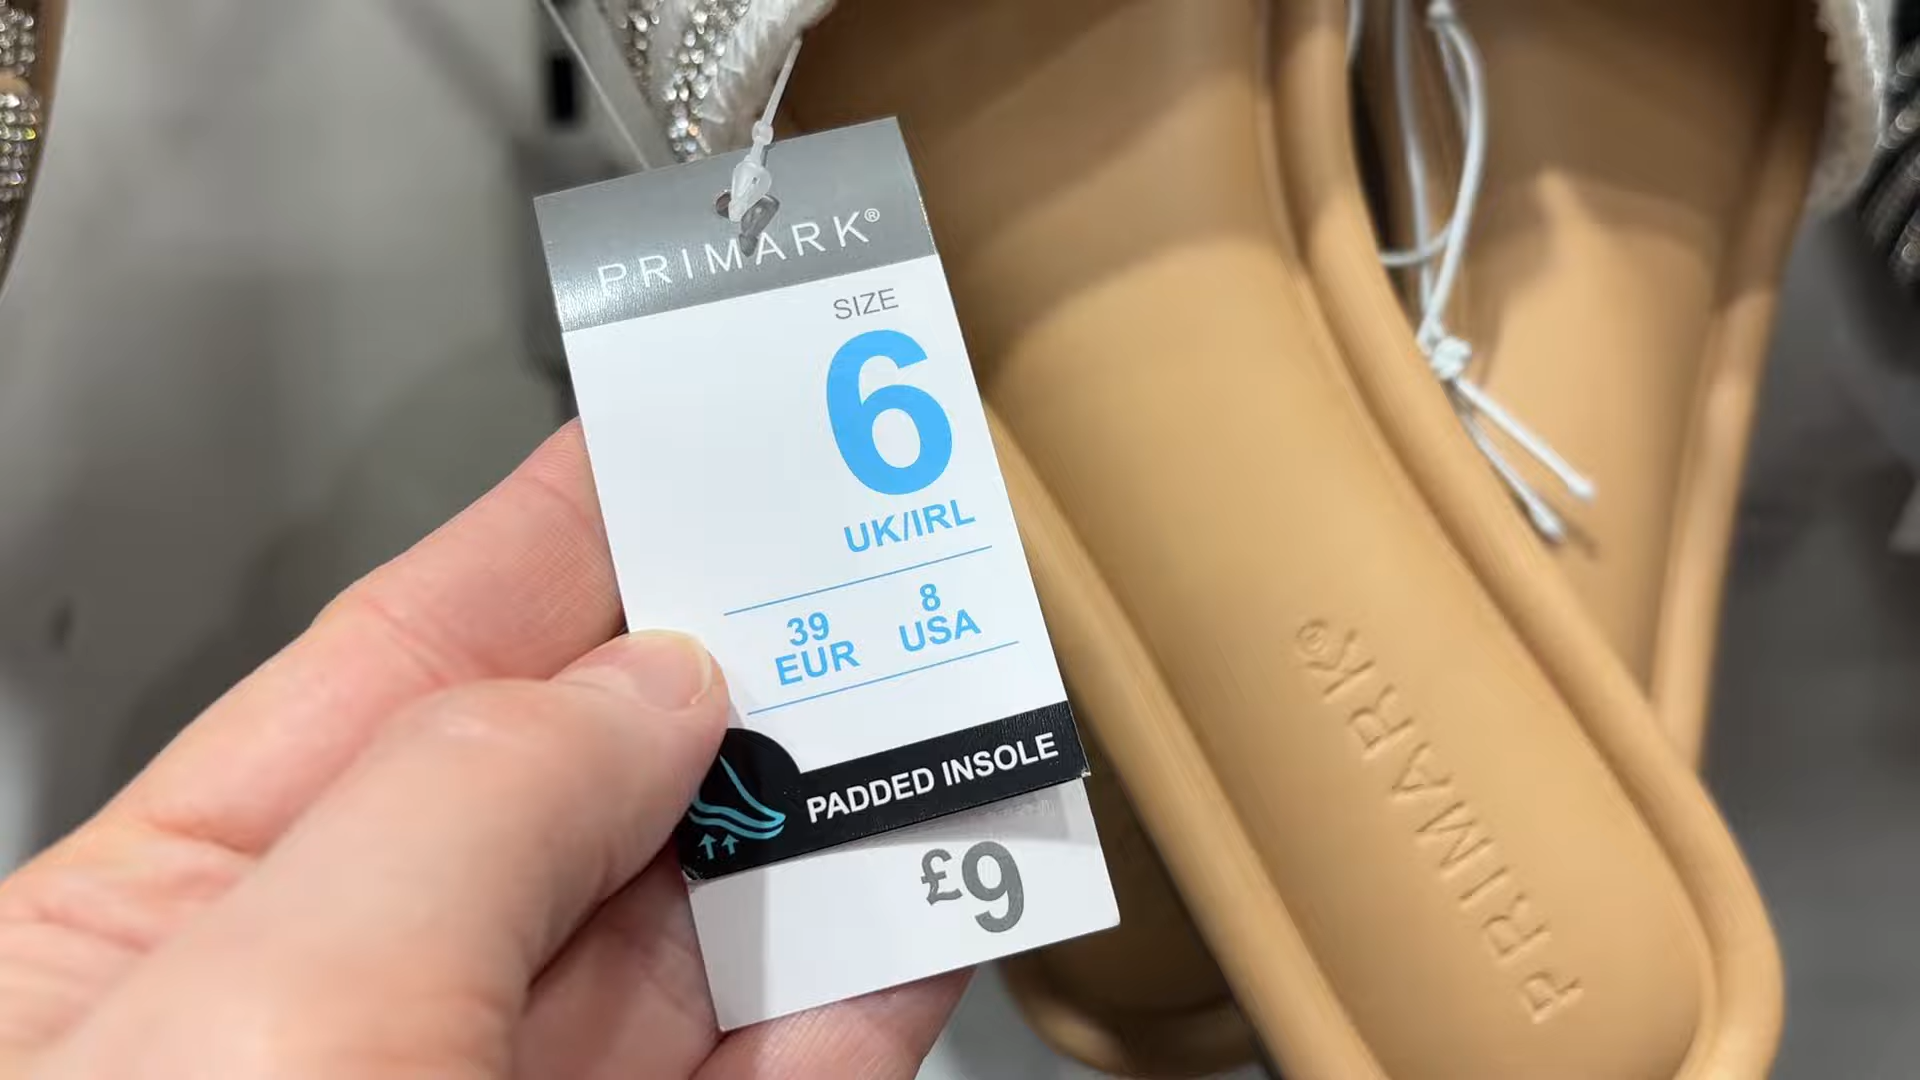 PRIMARK®
SIZE
6
UK/IRL
39
EUR
8
USA
PADDED INSOLE
£9
PRIMARK®